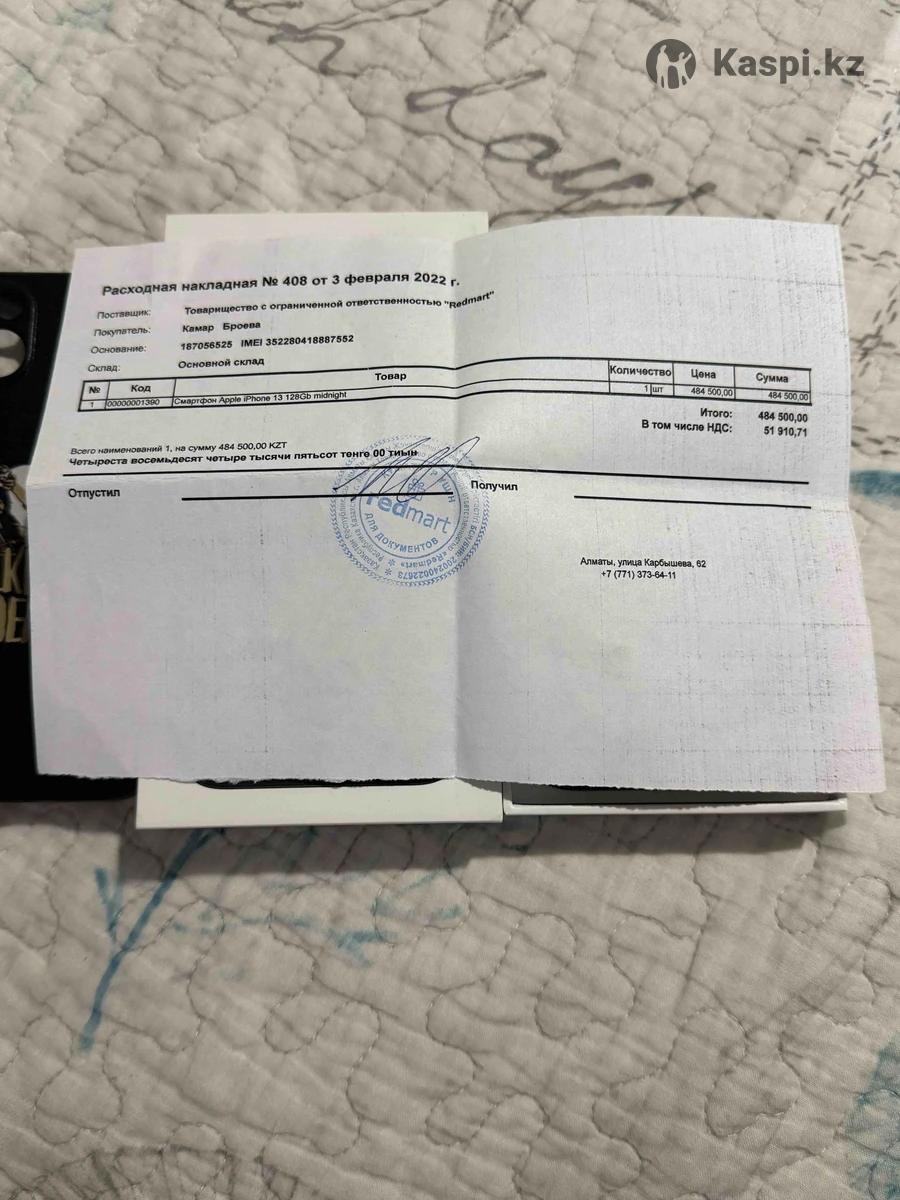 Kaspi.kz
day
Расходная накладная № 408 от 3 февраля 2022 г.
Поставщик: Товарищество с ограниченной ответственностью "Redmart"
Покупатель: Камар Броева
Основание: 187056525 IMEI 352280418887552
Склад: Основной склад
№ Код Товар Количество Цена Сумма
1 00000001390 Смартфон Apple iPhone 13 128Gb midnight 1 шт 484 500,00 484 500,00
Итого: 484 500,00
В том числе НДС: 51 910,71
Всего наименований 1, на сумму 484 500,00 KZT
Четыреста восемьдесят четыре тысячи пятьсот тенге 00 тиын
Отпустил Получил
redmart
ДЛЯ ДОКУМЕНТОВ
«Redmart»
200240022673
Алматы, улица Карбышева, 62
+7 (771) 373-64-11